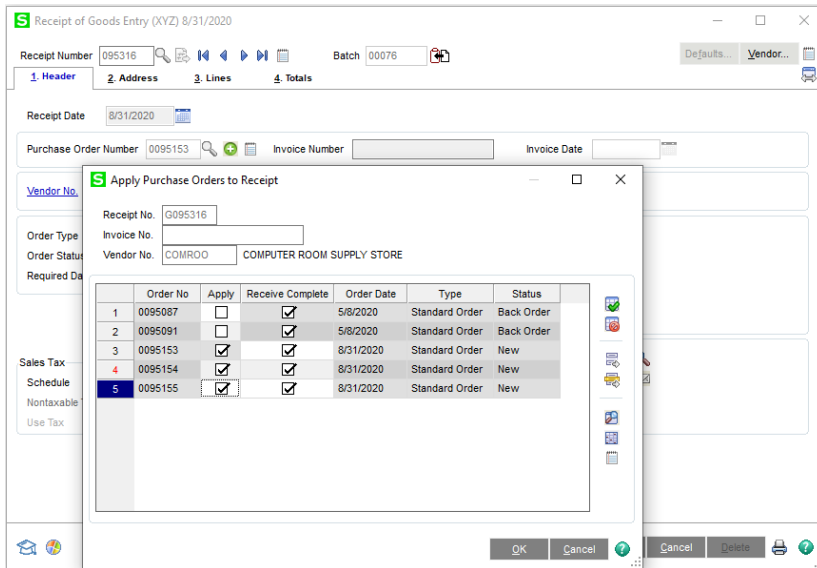 S Receipt of Goods Entry (XYZ) 8/31/2020
Receipt Number 095316 Batch 00076 Defaults... Vendor...
1. Header 2. Address 3. Lines 4. Totals
Receipt Date 8/31/2020
Purchase Order Number 0095153 Invoice Number Invoice Date
Vendor No.
Order Type
Order Status
Required Da
Sales Tax
Schedule
Nontaxable
Use Tax
S Apply Purchase Orders to Receipt
Receipt No. G095316
Invoice No.
Vendor No. COMROO COMPUTER ROOM SUPPLY STORE
Order No Apply Receive Complete Order Date Type Status
1 0095087 5/8/2020 Standard Order Back Order
2 0095091 5/8/2020 Standard Order Back Order
3 0095153 8/31/2020 Standard Order New
4 0095154 8/31/2020 Standard Order New
5 0095155 8/31/2020 Standard Order New
OK Cancel ?
Cancel Delete ?